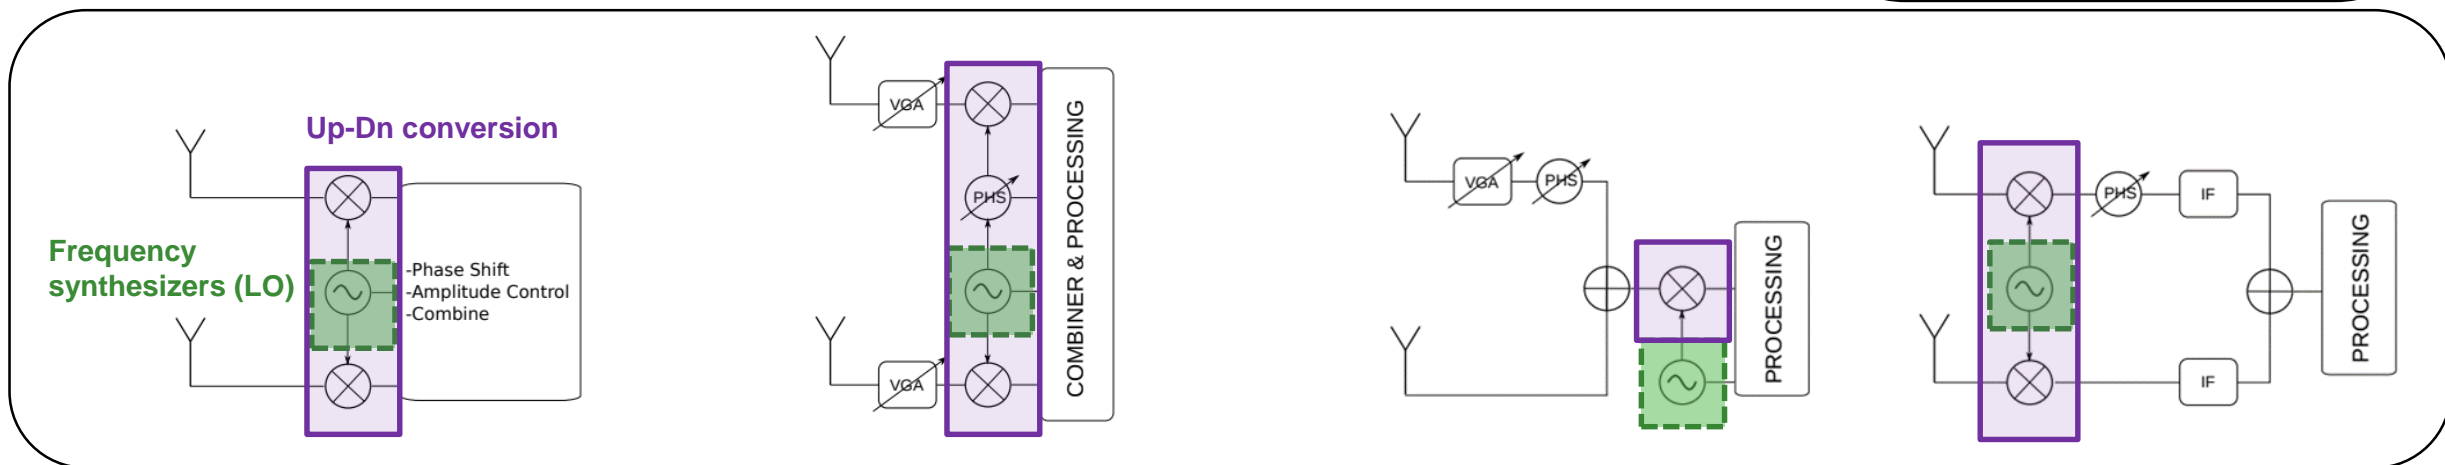 Up-Dn conversion
Frequency
synthesizers (LO)
-Phase Shift
-Amplitude Control
-Combine
VGA
PHS
VGA
COMBINER & PROCESSING
VGA
PHS
PROCESSING
PHS
IF
IF
PROCESSING